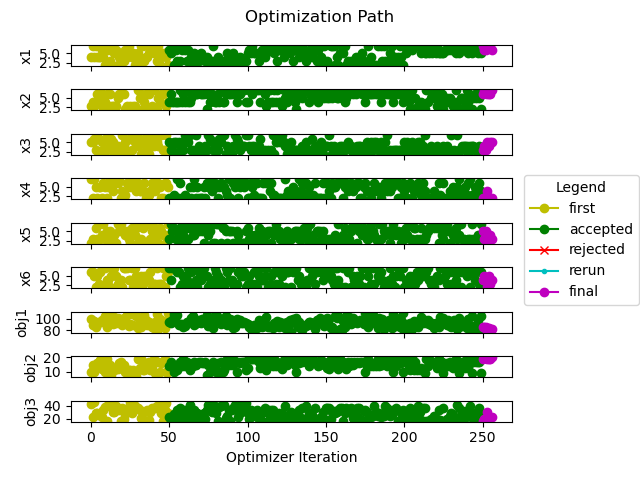 Optimization Path
x1
5.0
2.5
x2
5.0
2.5
x3
5.0
2.5
x4
5.0
2.5
x5
5.0
2.5
x6
5.0
2.5
obj1
100
80
obj2
20
10
obj3
40
20
0 50 100 150 200 250
Optimizer Iteration
Legend
first
accepted
rejected
rerun
final